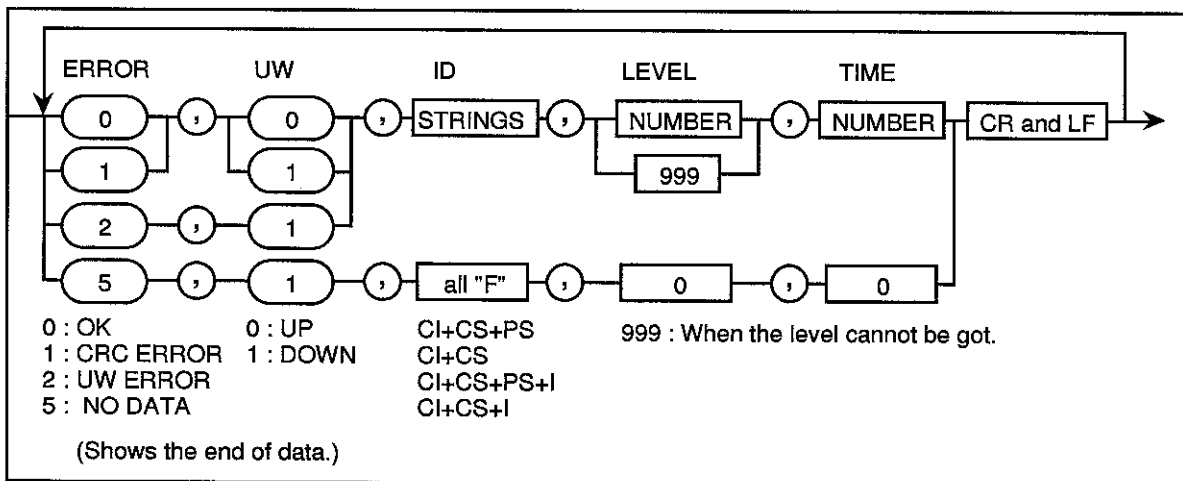 ERROR UW ID LEVEL TIME
0 , 0 , STRINGS , NUMBER , NUMBER CR and LF
1 1 999
2 , 1
5 , 1 , all "F" , 0 , 0
0 : OK 0 : UP CI+CS+PS 999 : When the level cannot be got.
1 : CRC ERROR 1 : DOWN CI+CS
2 : UW ERROR CI+CS+PS+I
5 : NO DATA CI+CS+I
(Shows the end of data.)